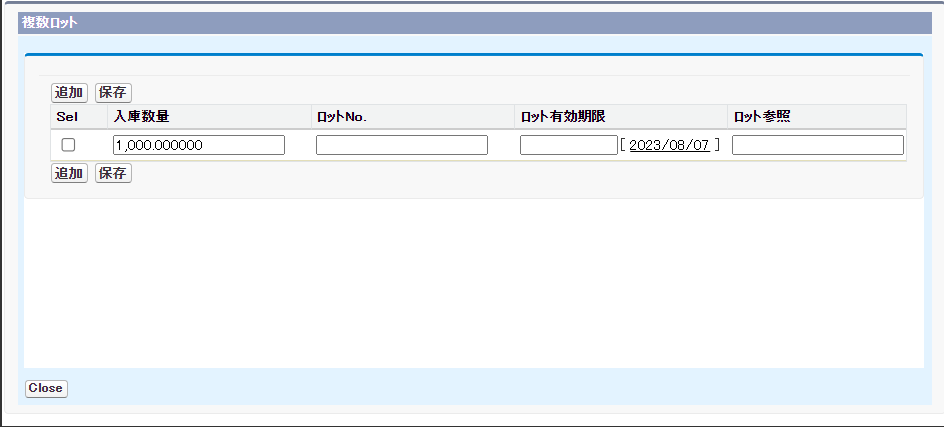 複数ロット
追加 保存
Sel 入庫数量 ロットNo. ロット有効期限 ロット参照
1,000.000000 [ 2023/08/07 ]
追加 保存
Close